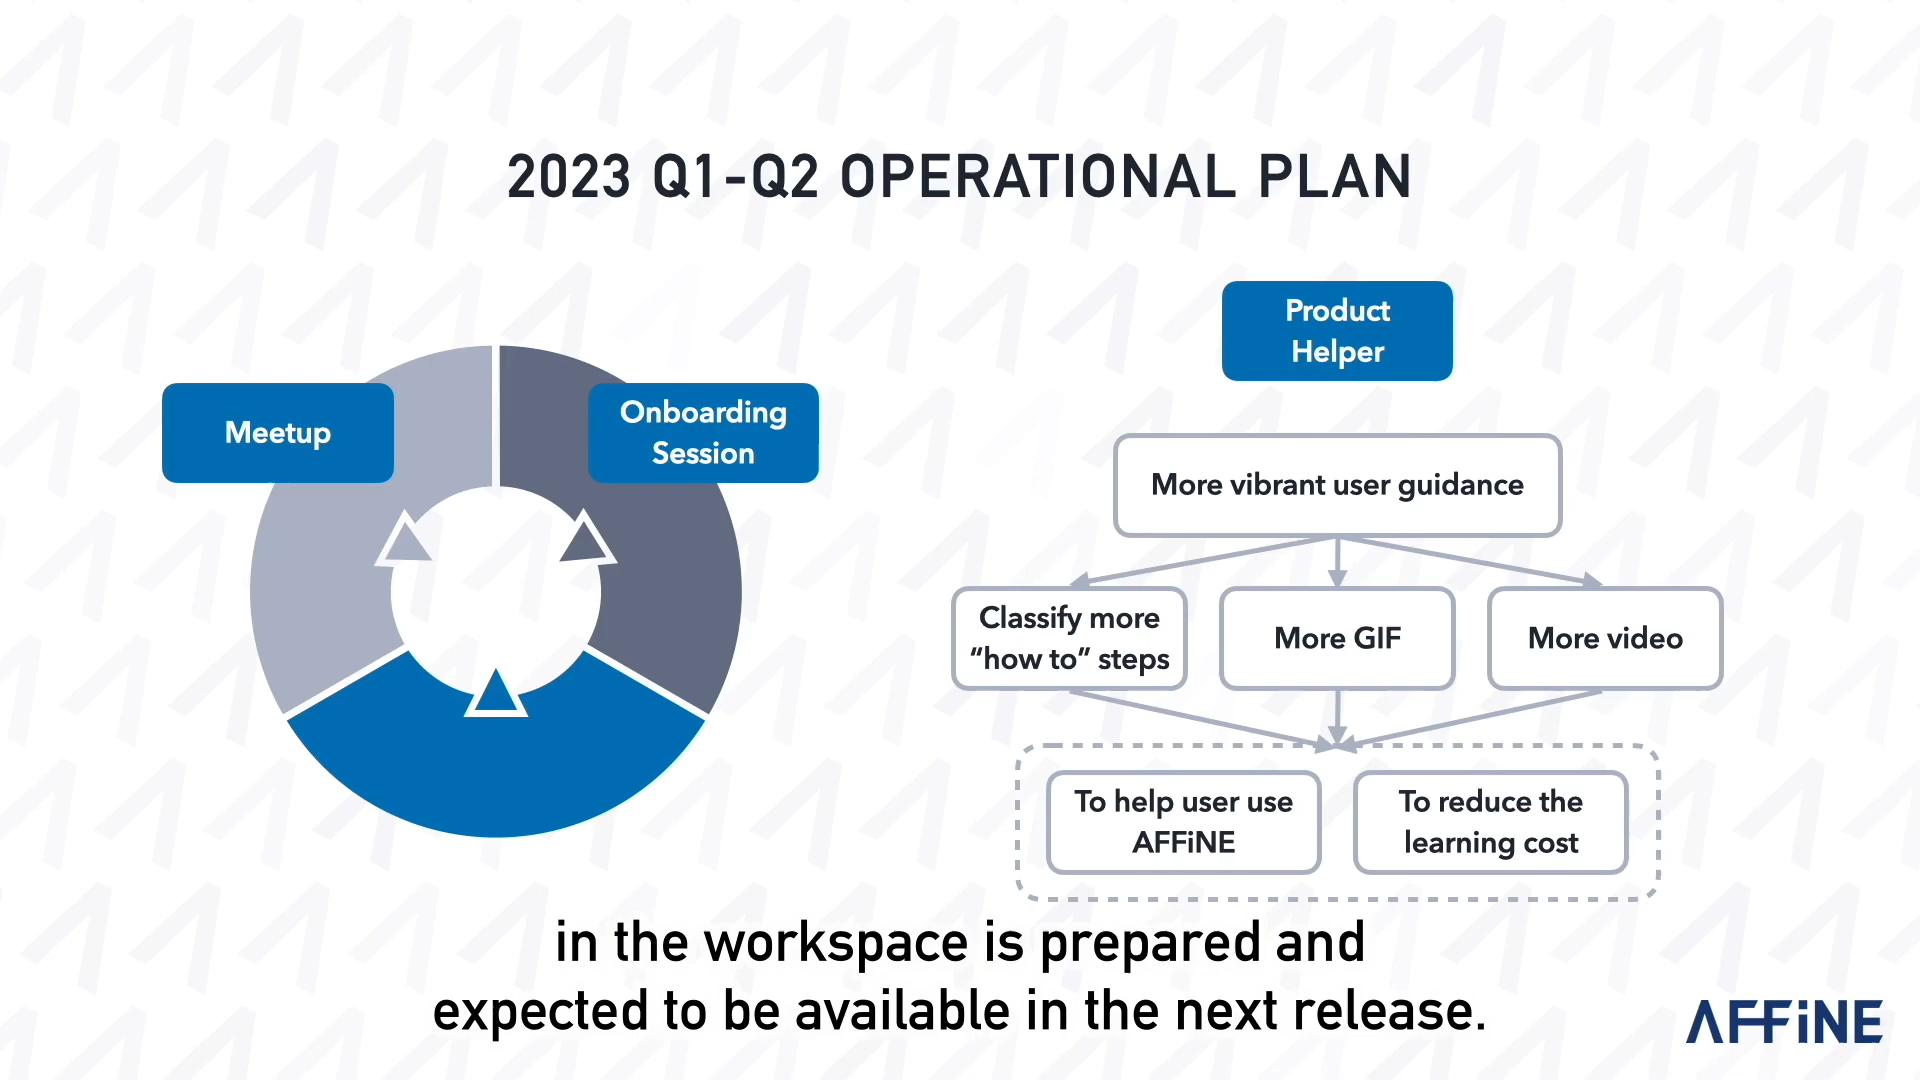 2023 Q1-Q2 OPERATIONAL PLAN
Meetup
Onboarding
Session
Product
Helper
More vibrant user guidance
Classify more
“how to” steps
More GIF
More video
To help user use
AFFiNE
To reduce the
learning cost
in the workspace is prepared and
expected to be available in the next release.
AFFiNE